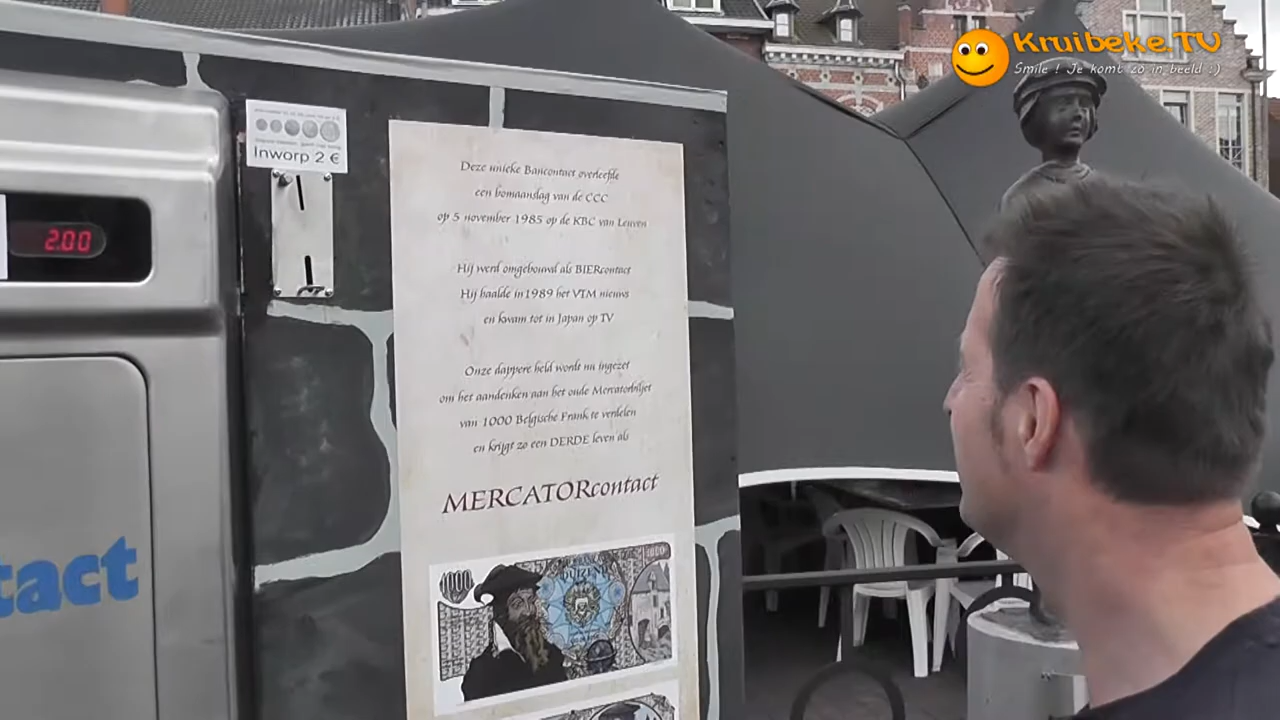 Kruibeke.TV
Smile ! Je komt zo in beeld :)
Inworp 2 €
2.00
Deze unieke Bancontact overleefde
een bomaanslag van de CCC
op 5 november 1985 op de KBC van Leuven
Hij werd omgebouwd als BIERcontact
Hij haalde in 1989 het VTM nieuws
en kwam tot in Japan op TV
Onze dappere held wordt nu ingezet
om het aandenken aan het oude Mercatorbiljet
van 1000 Belgische Frank te verdelen
en krijgt zo een DERDE leven als
MERCATORcontact
tact
1000
1000